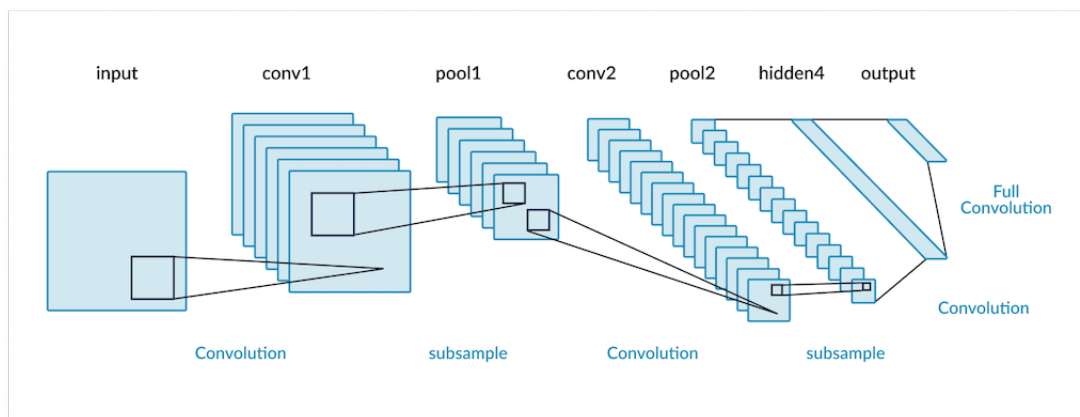 input
conv1
pool1
conv2
pool2
hidden4
output
Full
Convolution
Convolution
Convolution
subsample
Convolution
subsample